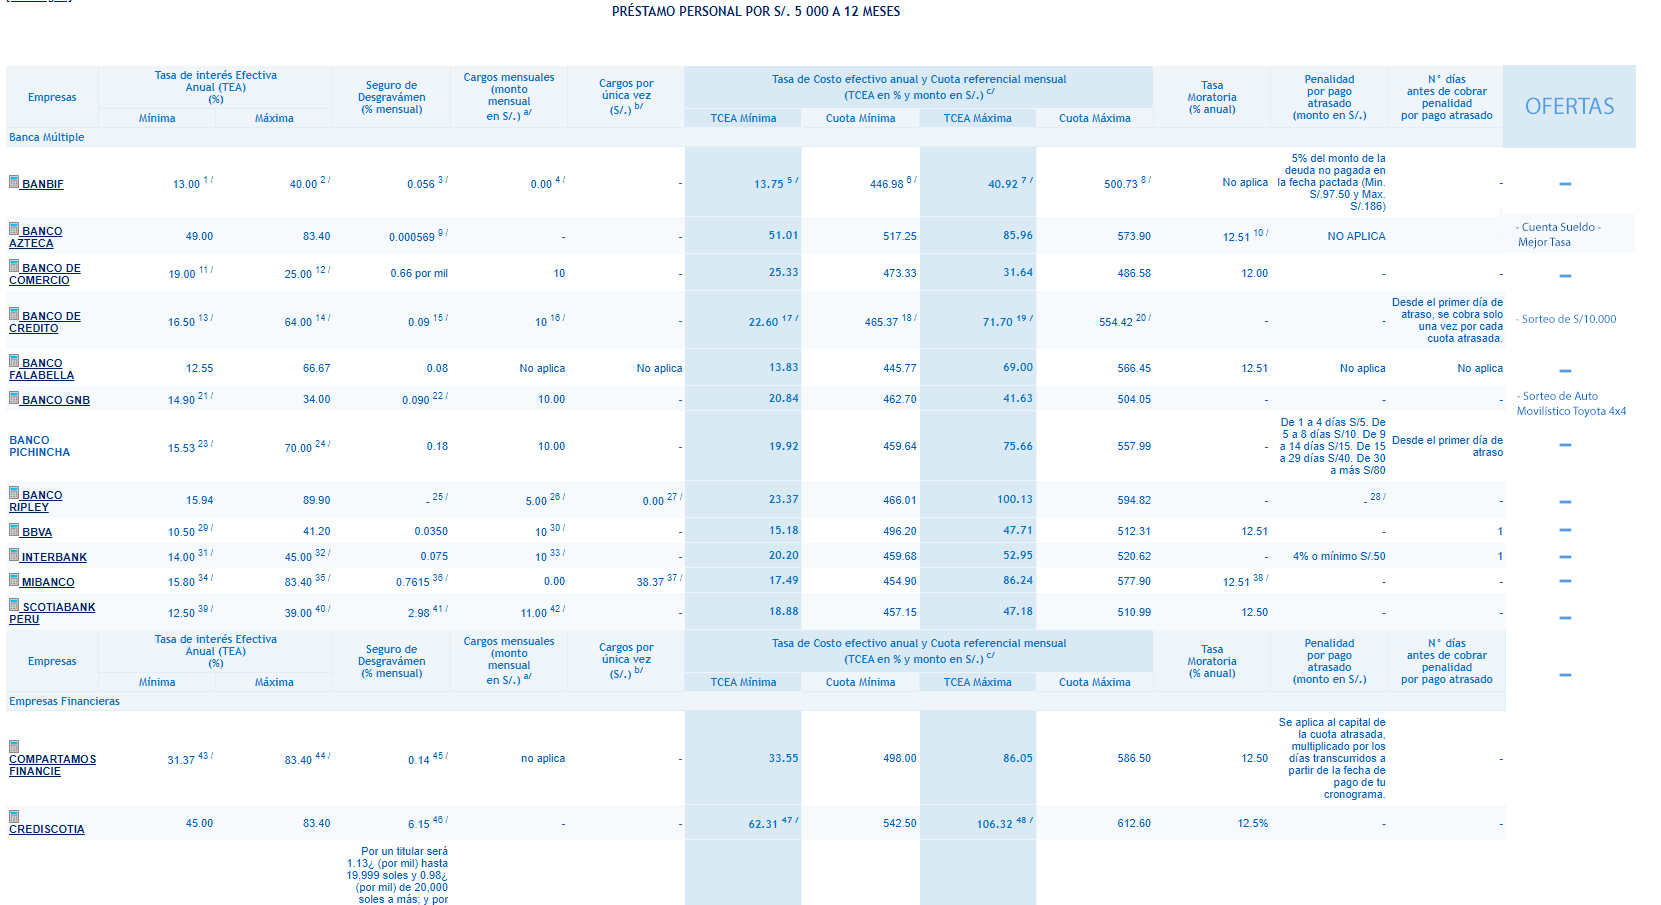 PRÉSTAMO PERSONAL POR S/. 5 000 A 12 MESES
Empresas | Tasa de interés Efectiva Anual (TEA) (%) | Seguro de Desgravámen (% mensual) | Cargos mensuales (monto mensual en S/.) a/ | Cargos por única vez (S/.) b/ | Tasa de Costo efectivo anual y Cuota referencial mensual (TCEA en % y monto en S/.) c/ | Tasa Moratoria (% anual) | Penalidad por pago atrasado (monto en S/.) | N° días antes de cobrar penalidad por pago atrasado | OFERTAS
Mínima | Máxima | TCEA Mínima | Cuota Mínima | TCEA Máxima | Cuota Máxima
Banca Múltiple
BANBIF | 13.00 1 / | 40.00 2 / | 0.056 3 / | 0.00 4 / | - | 13.75 5 / | 446.98 6 / | 40.92 7 / | 500.73 8 / | No aplica | 5% del monto de la deuda no pagada en la fecha pactada (Min. S/.97.50 y Max. S/.186) | - | –
BANCO AZTECA | 49.00 | 83.40 | 0.000569 9 / | - | - | 51.01 | 517.25 | 85.96 | 573.90 | 12.51 10 / | NO APLICA | - Cuenta Sueldo - Mejor Tasa
BANCO DE COMERCIO | 19.00 11 / | 25.00 12 / | 0.66 por mil | 10 | - | 25.33 | 473.33 | 31.64 | 486.58 | 12.00 | - | - | –
BANCO DE CREDITO | 16.50 13 / | 64.00 14 / | 0.09 15 / | 10 16 / | - | 22.60 17 / | 465.37 18 / | 71.70 19 / | 554.42 20 / | - | - | Desde el primer día de atraso, se cobra solo una vez por cada cuota atrasada. | - Sorteo de S/10.000
BANCO FALABELLA | 12.55 | 66.67 | 0.08 | No aplica | No aplica | 13.83 | 445.77 | 69.00 | 566.45 | 12.51 | No aplica | No aplica | –
BANCO GNB | 14.90 21 / | 34.00 | 0.090 22 / | 10.00 | - | 20.84 | 462.70 | 41.63 | 504.05 | - | - | - | - Sorteo de Auto Movilístico Toyota 4x4
BANCO PICHINCHA | 15.53 23 / | 70.00 24 / | 0.18 | 10.00 | - | 19.92 | 459.64 | 75.66 | 557.99 | - | De 1 a 4 días S/5. De 5 a 8 días S/10. De 9 a 14 días S/15. De 15 a 29 días S/40. De 30 a más S/80 | Desde el primer día de atraso | –
BANCO RIPLEY | 15.94 | 89.90 | - 25 / | 5.00 26 / | 0.00 27 / | 23.37 | 466.01 | 100.13 | 594.82 | - | - 28 / | - | –
BBVA | 10.50 29 / | 41.20 | 0.0350 | 10 30 / | - | 15.18 | 496.20 | 47.71 | 512.31 | 12.51 | - | 1 | –
INTERBANK | 14.00 31 / | 45.00 32 / | 0.075 | 10 33 / | - | 20.20 | 459.68 | 52.95 | 520.62 | - | 4% o mínimo S/.50 | 1 | –
MIBANCO | 15.80 34 / | 83.40 35 / | 0.7615 36 / | 0.00 | 38.37 37 / | 17.49 | 454.90 | 86.24 | 577.90 | 12.51 38 / | - | - | –
SCOTIABANK PERU | 12.50 39 / | 39.00 40 / | 2.98 41 / | 11.00 42 / | - | 18.88 | 457.15 | 47.18 | 510.99 | 12.50 | - | - | –
Empresas | Tasa de interés Efectiva Anual (TEA) (%) | Seguro de Desgravámen (% mensual) | Cargos mensuales (monto mensual en S/.) a/ | Cargos por única vez (S/.) b/ | Tasa de Costo efectivo anual y Cuota referencial mensual (TCEA en % y monto en S/.) c/ | Tasa Moratoria (% anual) | Penalidad por pago atrasado (monto en S/.) | N° días antes de cobrar penalidad por pago atrasado | –
Mínima | Máxima | TCEA Mínima | Cuota Mínima | TCEA Máxima | Cuota Máxima
Empresas Financieras
COMPARTAMOS FINANCIE | 31.37 43 / | 83.40 44 / | 0.14 45 / | no aplica | - | 33.55 | 498.00 | 86.05 | 586.50 | 12.50 | Se aplica al capital de la cuota atrasada, multiplicado por los días transcurridos a partir de la fecha de pago de tu cronograma. | -
CREDISCOTIA | 45.00 | 83.40 | 6.15 46 / | - | - | 62.31 47 / | 542.50 | 106.32 48 / | 612.60 | 12.5% | - | -
Por un titular será
1.13¿ (por mil) hasta
19,999 soles y 0.98¿
(por mil) de 20,000
soles a más; y por